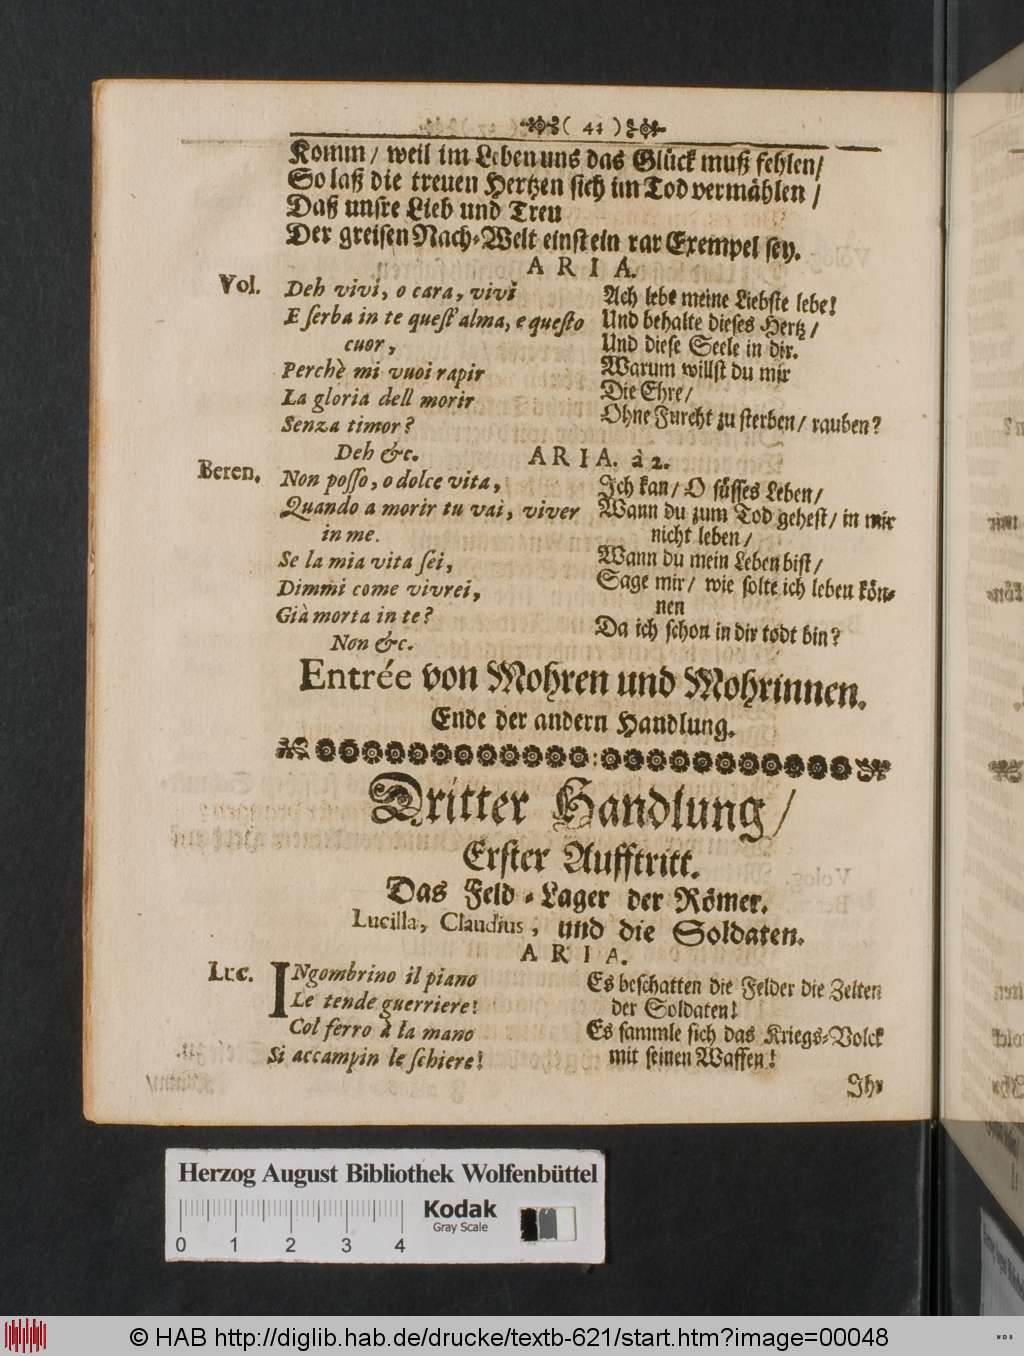 ( 42 )
Komm / weil im Leben uns das Glück muß fehlen /
So laß die treuen Hertzen sich im Tod vermählen /
Daß unsre Lieb und Treu
Der greisen Nach-Welt einst ein rar Exempel sey.
ARIA.
Vol.
Deh vivi, o cara, vivi
E serba in te quest'alma, e questo
cuor,
Perchè mi vuoi rapir
La gloria dell morir
Senza timor?
Deh &c.
Ach lebe meine Liebste lebe!
Und behalte dieses Hertz /
Und diese Seele in dir.
Warum willst du mir
Die Ehre /
Ohne Furcht zu sterben / rauben?
ARIA. à 2.
Beren.
Non posso, o dolce vita,
Quando a morir tu vai, viver
in me.
Se la mia vita sei,
Dimmi come vivrei,
Già morta in te?
Non &c.
Ich kan / O süsses Leben /
Wann du zum Tod gehest / in mir
nicht leben /
Wann du mein Leben bist /
Sage mir / wie solte ich leben kön-
nen
Da ich schon in dir todt bin?
Entrée von Mohren und Mohrinnen.
Ende der andern Handlung.
Dritter Handlung /
Erster Aufftritt.
Das Feld-Lager der Römer.
Lucilla, Claudius, und die Soldaten.
ARIA.
Luc.
INgombrino il piano
Le tende guerriere!
Col ferro à la mano
Si accampin le schiere!
Es beschatten die Felder die Zelten
der Soldaten!
Es sammle sich das Kriegs-Volck
mit seinen Waffen!
Ihr
Herzog August Bibliothek Wolfenbüttel
Kodak
Gray Scale
0 1 2 3 4
© HAB http://diglib.hab.de/drucke/textb-621/start.htm?image=00048